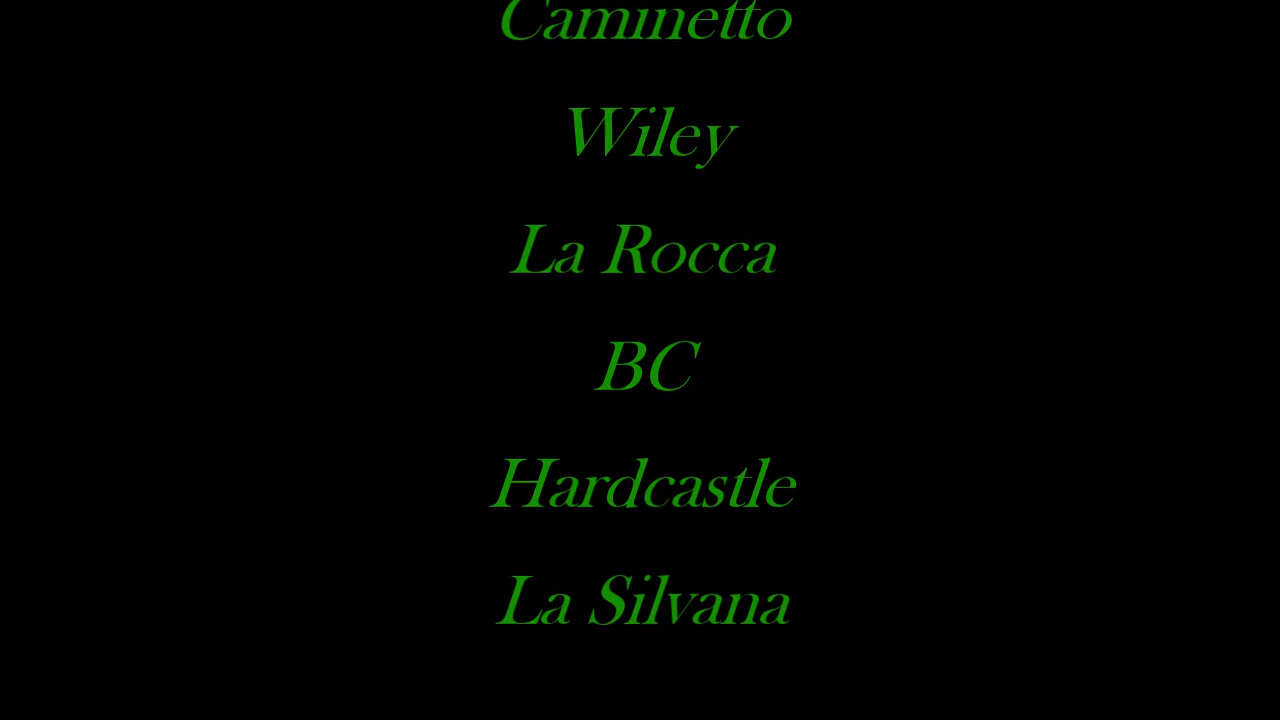 Caminetto
Wiley
La Rocca
BC
Hardcastle
La Silvana